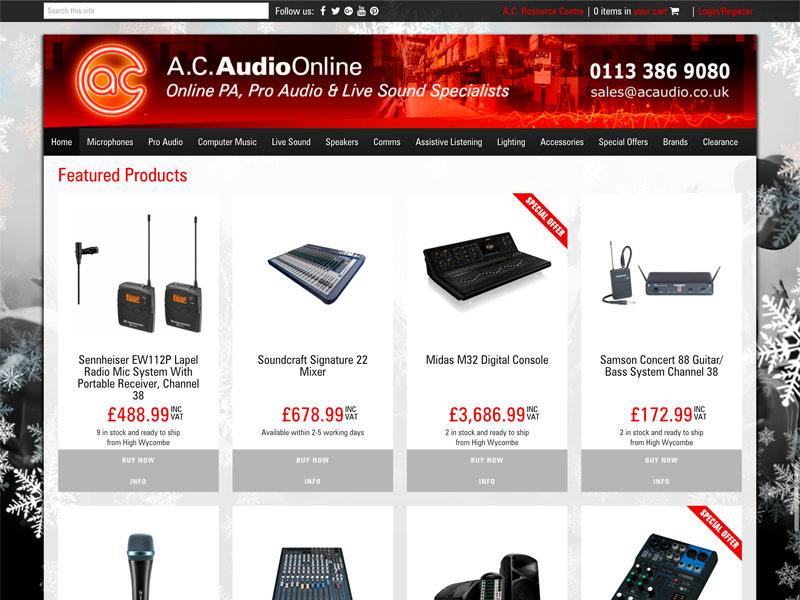 Search this site
Follow us:
A.C. Resource Centre | 0 items in your cart | Login/Register
ac
A.C.AudioOnline
Online PA, Pro Audio & Live Sound Specialists
0113 386 9080
sales@acaudio.co.uk
Home Microphones Pro Audio Computer Music Live Sound Speakers Comms Assistive Listening Lighting Accessories Special Offers Brands Clearance
Featured Products
SPECIAL OFFER
Sennheiser EW112P Lapel
Radio Mic System With
Portable Receiver, Channel
38
£488.99 INC VAT
9 in stock and ready to ship
from High Wycombe
BUY NOW
INFO
Soundcraft Signature 22
Mixer
£678.99 INC VAT
Available within 2-5 working days
BUY NOW
INFO
Midas M32 Digital Console
£3,686.99 INC VAT
2 in stock and ready to ship
from High Wycombe
BUY NOW
INFO
Samson Concert 88 Guitar/
Bass System Channel 38
£172.99 INC VAT
2 in stock and ready to ship
from High Wycombe
BUY NOW
INFO
SPECIAL OFFER